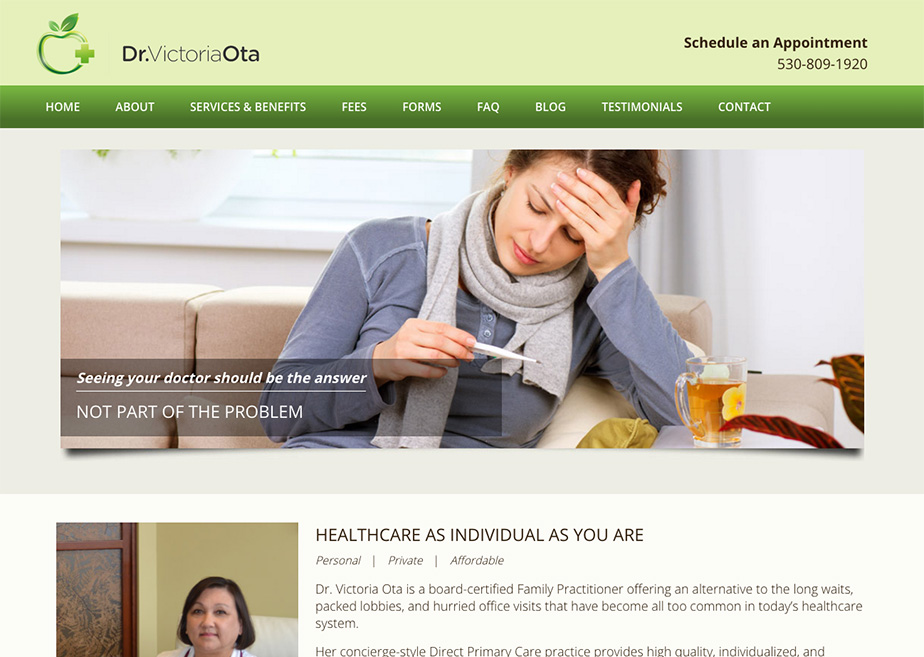 Dr.VictoriaOta
Schedule an Appointment
530-809-1920
HOME ABOUT SERVICES & BENEFITS FEES FORMS FAQ BLOG TESTIMONIALS CONTACT
Seeing your doctor should be the answer
NOT PART OF THE PROBLEM
HEALTHCARE AS INDIVIDUAL AS YOU ARE
Personal | Private | Affordable
Dr. Victoria Ota is a board-certified Family Practitioner offering an alternative to the long waits,
packed lobbies, and hurried office visits that have become all too common in today's healthcare
system.
Her concierge-style Direct Primary Care practice provides high quality, individualized, and